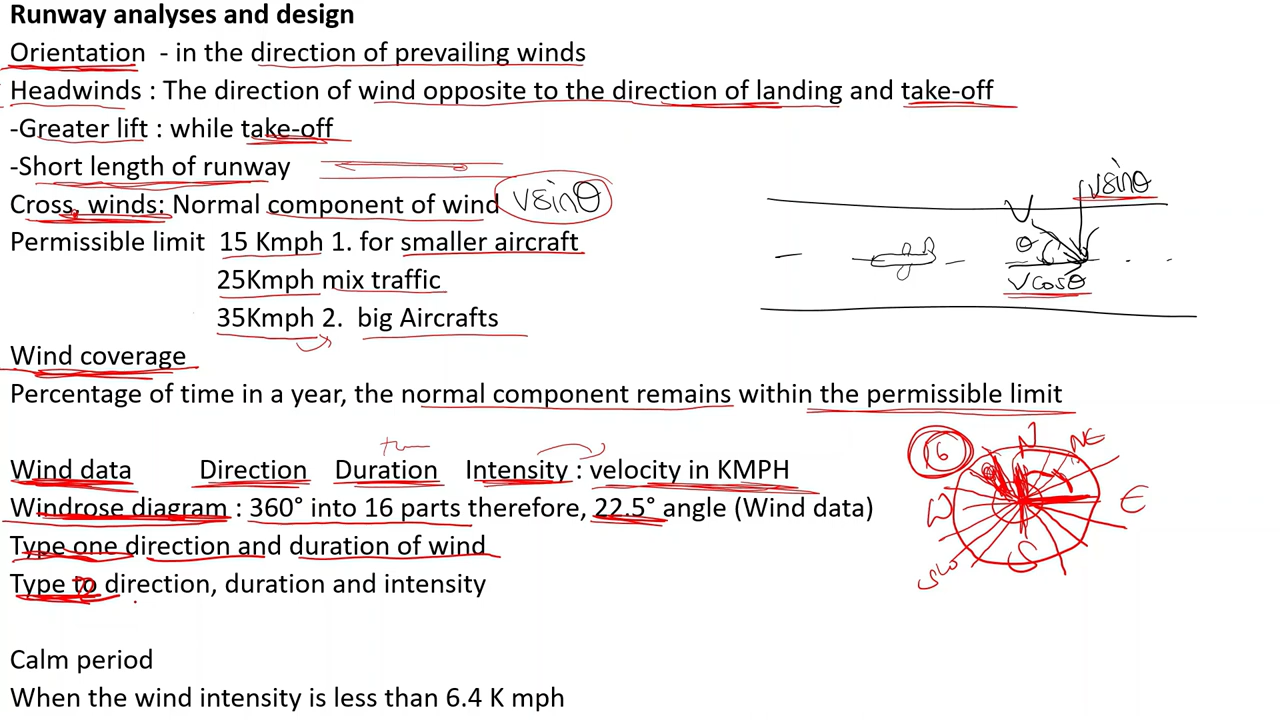 Runway analyses and design
Orientation - in the direction of prevailing winds
Headwinds : The direction of wind opposite to the direction of landing and take-off
-Greater lift : while take-off
-Short length of runway
Cross, winds: Normal component of wind VsinΘ
Permissible limit 15 Kmph 1. for smaller aircraft
25Kmph mix traffic
35Kmph 2. big Aircrafts
VsinΘ
V
Θ
VcosΘ
Wind coverage
Percentage of time in a year, the normal component remains within the permissible limit
Wind data Direction Duration Intensity : velocity in KMPH
Windrose diagram : 360° into 16 parts therefore, 22.5° angle (Wind data)
Type one direction and duration of wind
Type to direction, duration and intensity
16
N
NE
W
E
SW
S
Calm period
When the wind intensity is less than 6.4 K mph